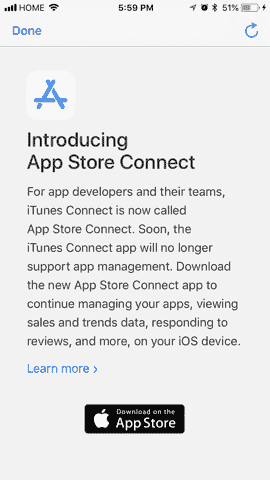 HOME 5:59 PM 51%
Done
Introducing
App Store Connect
For app developers and their teams,
iTunes Connect is now called
App Store Connect. Soon, the
iTunes Connect app will no longer
support app management. Download
the new App Store Connect app to
continue managing your apps, viewing
sales and trends data, responding to
reviews, and more, on your iOS device.
Learn more ›
Download on the
App Store